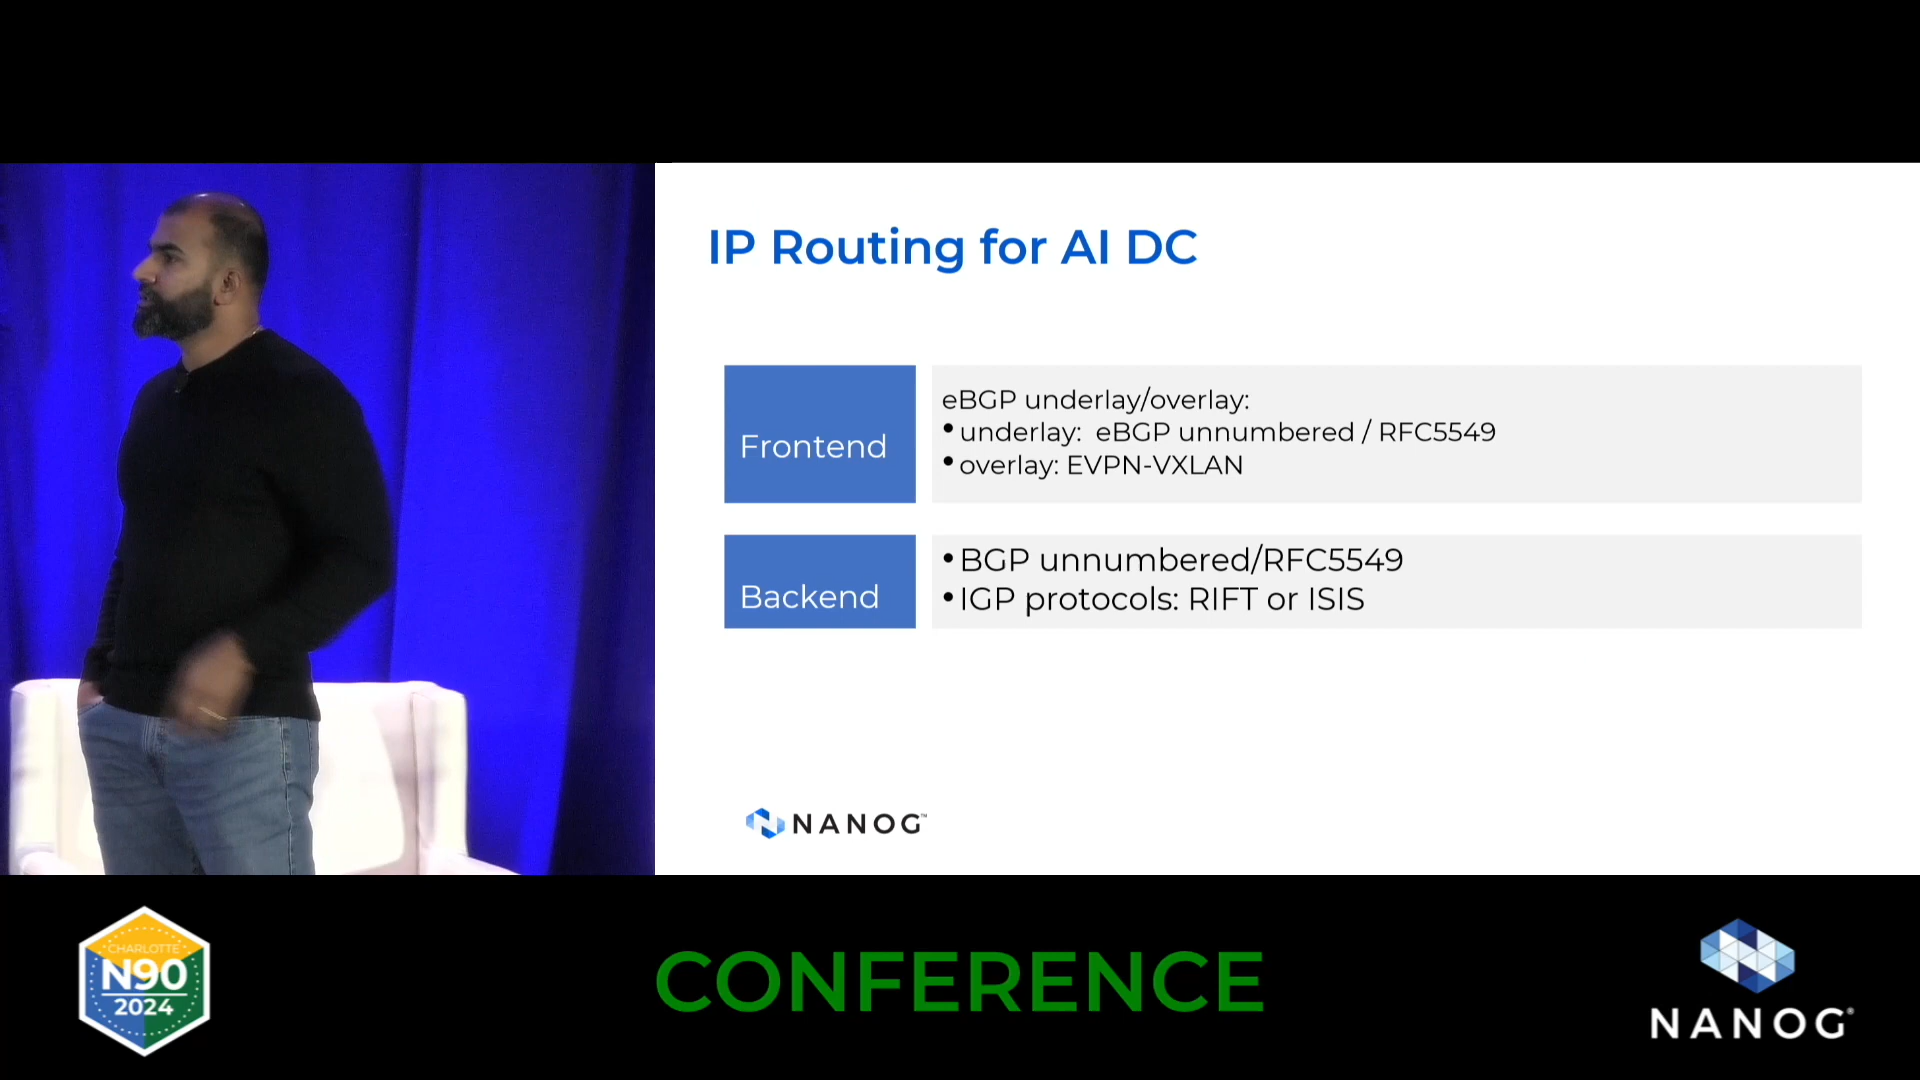 IP Routing for AI DC
Frontend
eBGP underlay/overlay:
•underlay: eBGP unnumbered / RFC5549
•overlay: EVPN-VXLAN
Backend
•BGP unnumbered/RFC5549
•IGP protocols: RIFT or ISIS
NANOG™
CHARLOTTE
N90
2024
CONFERENCE
NANOG®